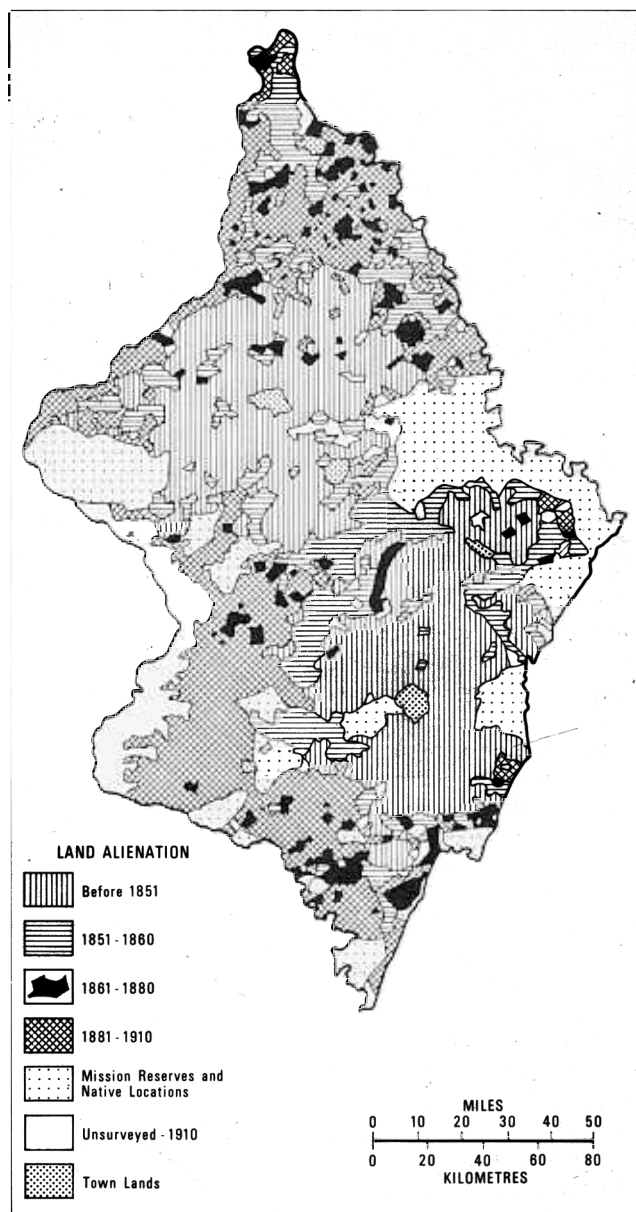 LAND ALIENATION
Before 1851
1851 - 1860
1861 - 1880
1881 - 1910
Mission Reserves and
Native Locations
Unsurveyed - 1910
Town Lands
MILES
0 10 20 30 40 50
0 20 40 60 80
KILOMETRES